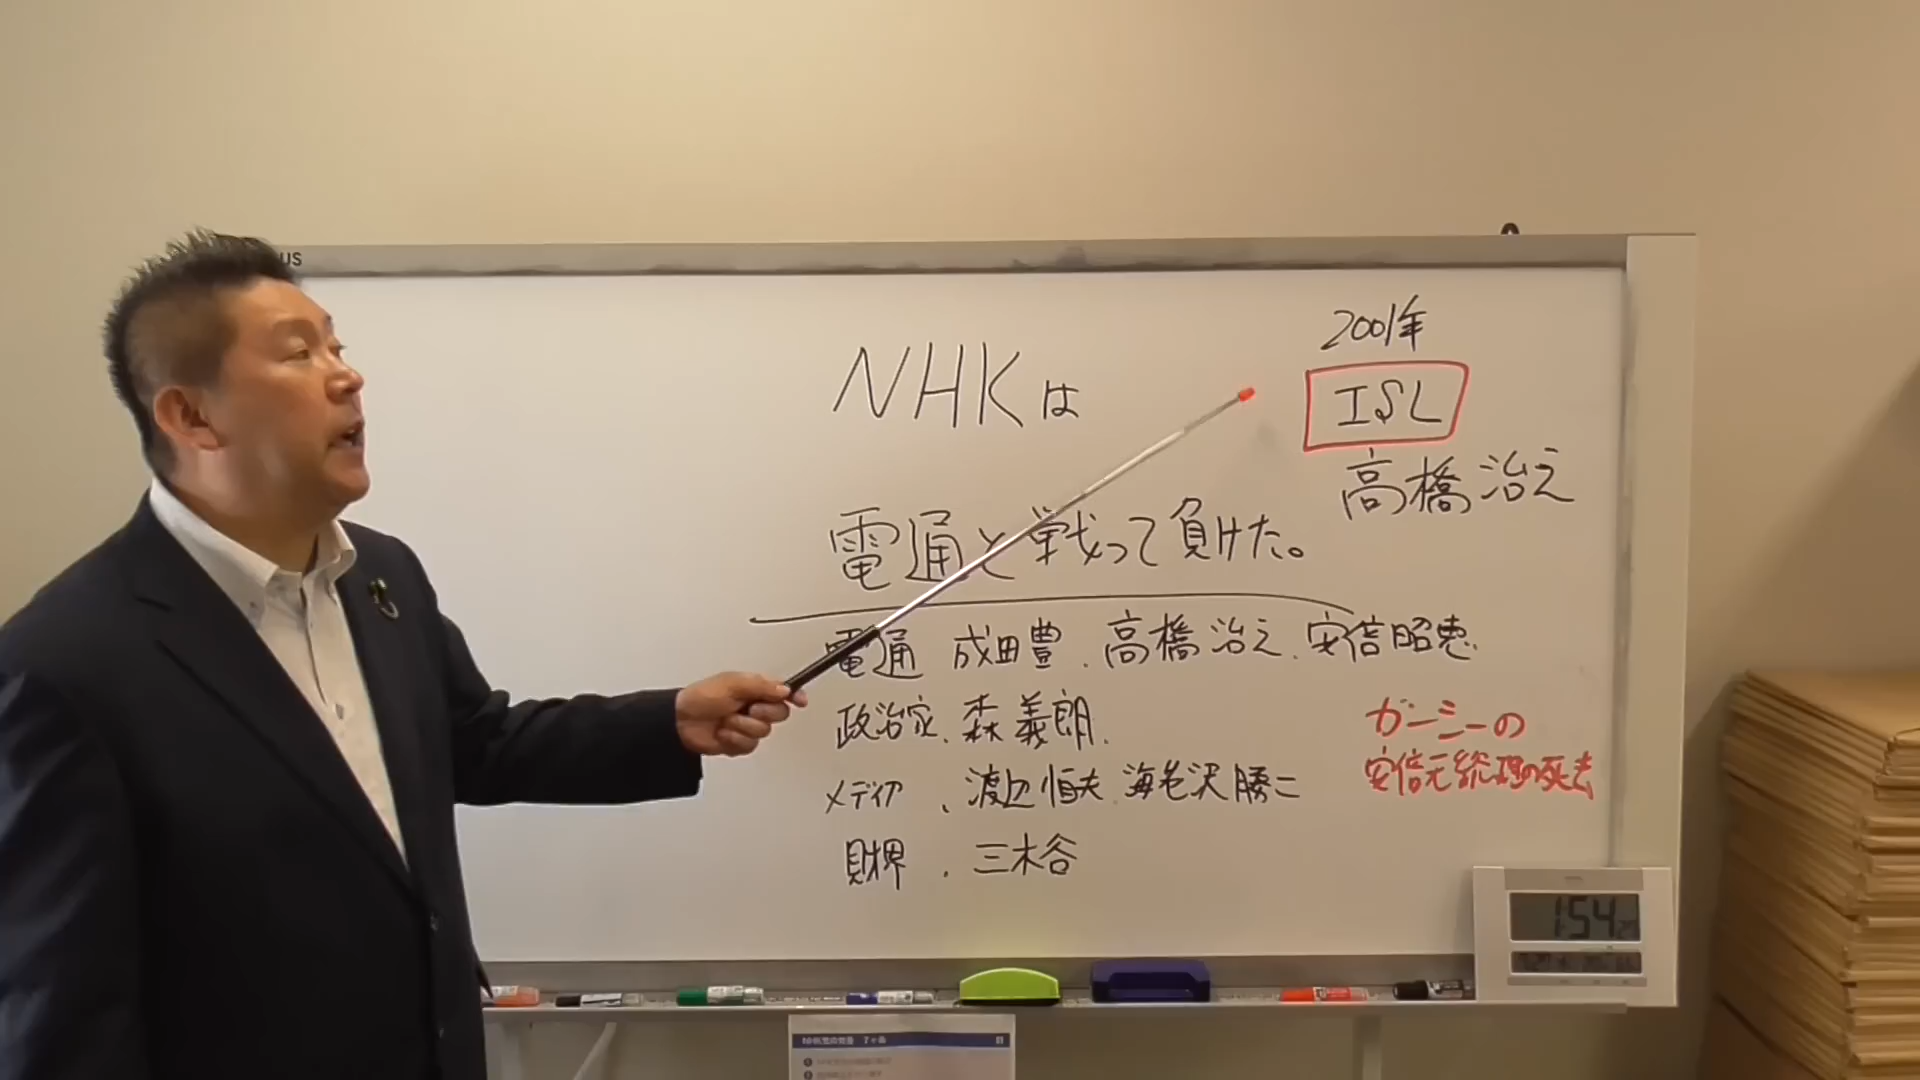 US
2001年
NHKは
ISL
高橋治之
電通と戦って負けた。
電通 成田豊、高橋治之、安倍昭恵
政治家、森義朗、
メディア、渡辺恒夫、海老沢勝二
財界、三木谷
ガーシーの
安倍元総理の死去
1:54